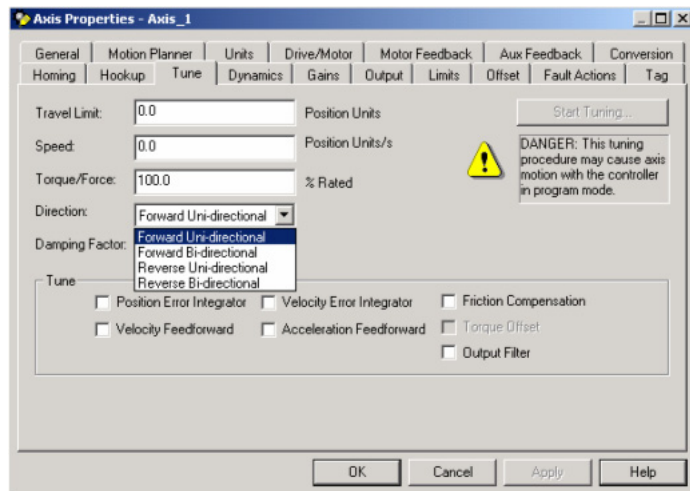 Axis Properties - Axis_1
General Motion Planner Units Drive/Motor Motor Feedback Aux Feedback Conversion
Homing Hookup Tune Dynamics Gains Output Limits Offset Fault Actions Tag
Travel Limit: 0.0 Position Units Start Tuning...
Speed: 0.0 Position Units/s
DANGER: This tuning
procedure may cause axis
motion with the controller
in program mode.
Torque/Force: 100.0 % Rated
Direction: Forward Uni-directional
Forward Uni-directional
Forward Bi-directional
Reverse Uni-directional
Reverse Bi-directional
Damping Factor:
Tune
Position Error Integrator Velocity Error Integrator Friction Compensation
Velocity Feedforward Acceleration Feedforward Torque Offset
Output Filter
OK Cancel Apply Help